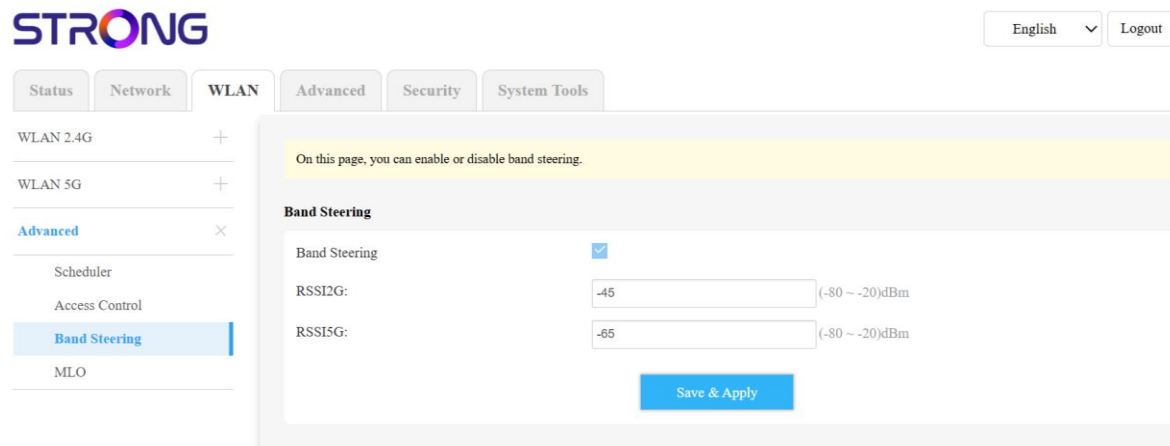 STRONG
English
Logout
Status Network WLAN Advanced Security System Tools
WLAN 2.4G
WLAN 5G
Advanced
Scheduler
Access Control
Band Steering
MLO
On this page, you can enable or disable band steering.
Band Steering
Band Steering
RSSI2G: -45 (-80 ~ -20)dBm
RSSI5G: -65 (-80 ~ -20)dBm
Save & Apply